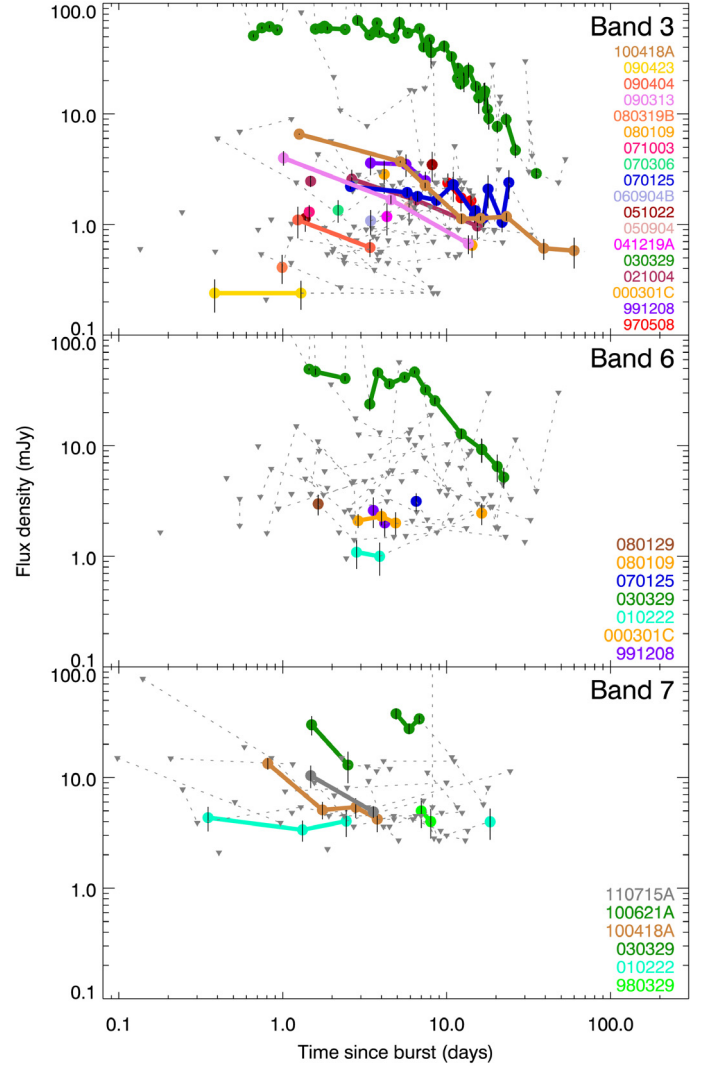 100.0
Band 3
100418A
090423
090404
090313
080319B
080109
071003
070306
070125
060904B
051022
050904
041219A
030329
021004
000301C
991208
970508
10.0
1.0
0.1
100.0
Band 6
10.0
1.0
0.1
080129
080109
070125
030329
010222
000301C
991208
Flux density (mJy)
100.0
Band 7
10.0
1.0
0.1
110715A
100621A
100418A
030329
010222
980329
0.1 1.0 10.0 100.0
Time since burst (days)